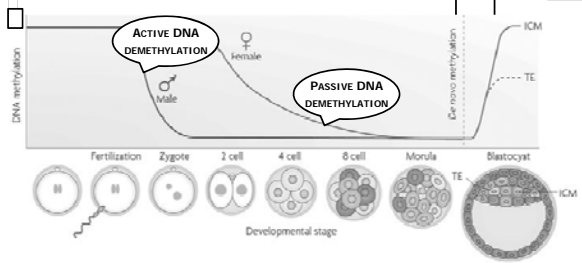 ACTIVE DNA
DEMETHYLATION
Female
Male
PASSIVE DNA
DEMETHYLATION
DNA methylation
De novo methylation
ICM
TE
Fertilization
Zygote
2 cell
4 cell
8 cell
Morula
Blastocyst
TE
ICM
Developmental stage